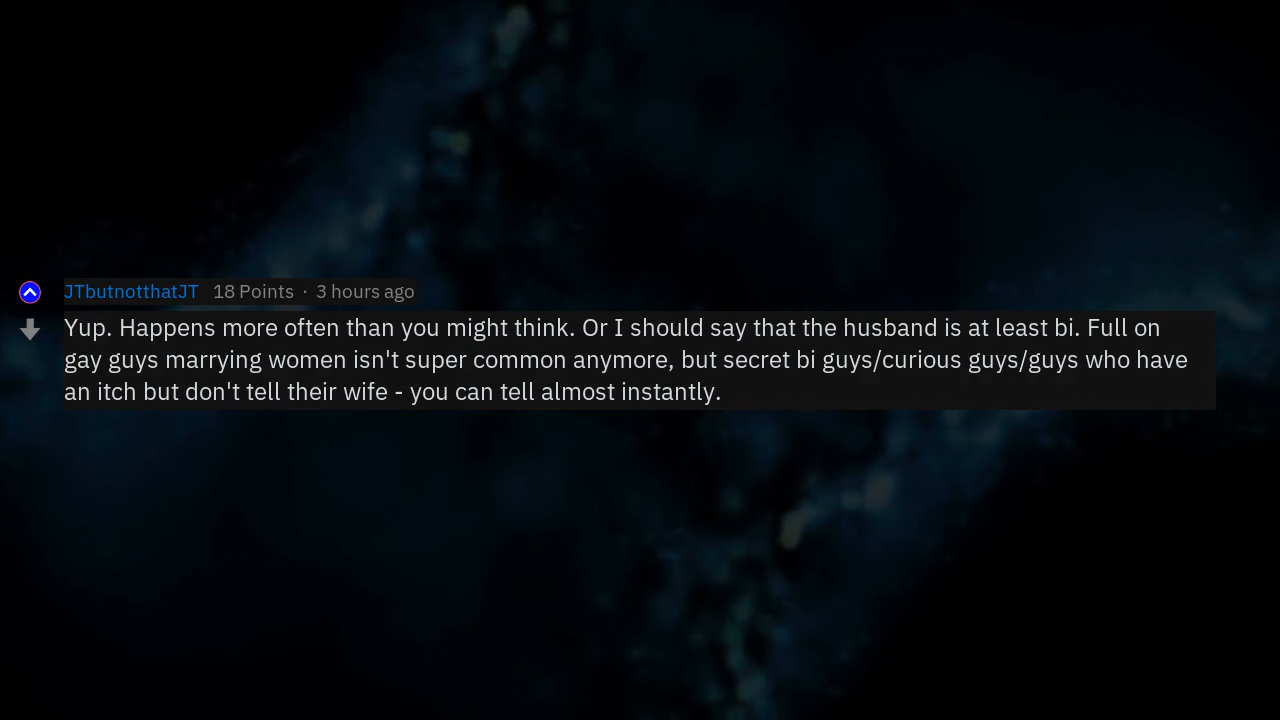 JTbutnotthatJT 18 Points · 3 hours ago
Yup. Happens more often than you might think. Or I should say that the husband is at least bi. Full on
gay guys marrying women isn't super common anymore, but secret bi guys/curious guys/guys who have
an itch but don't tell their wife - you can tell almost instantly.